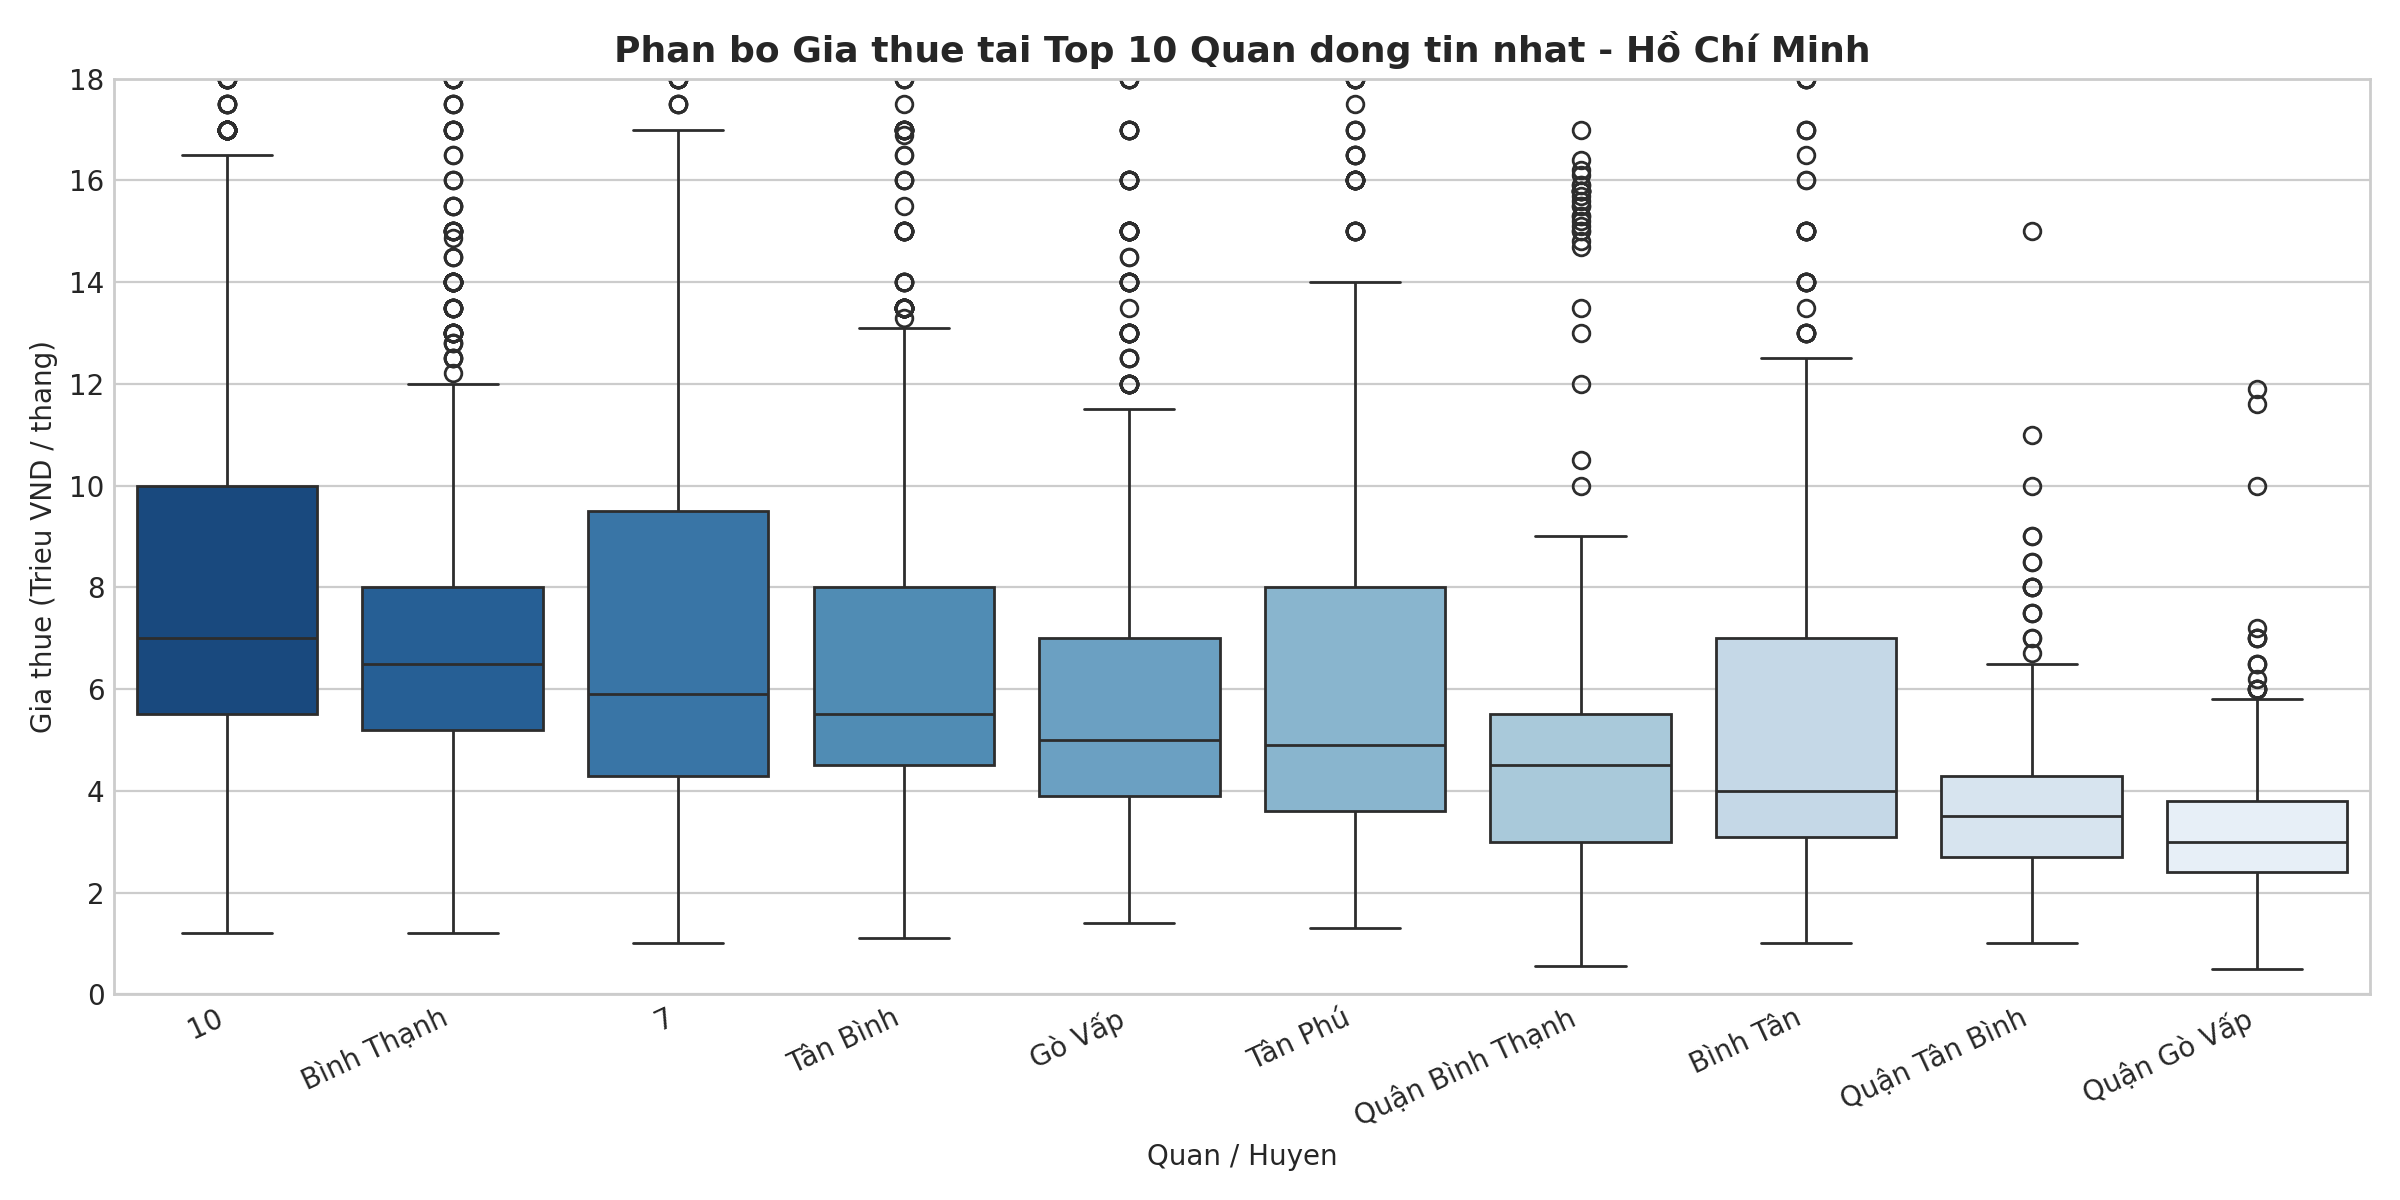 Phan bo Gia thue tai Top 10 Quan dong tin nhat - Hồ Chí Minh
Gia thue (Trieu VND / thang)
18
16
14
12
10
8
6
4
2
0
10
Bình Thạnh
7
Tân Bình
Gò Vấp
Tân Phú
Quận Bình Thạnh
Bình Tân
Quận Tân Bình
Quận Gò Vấp
Quan / Huyen